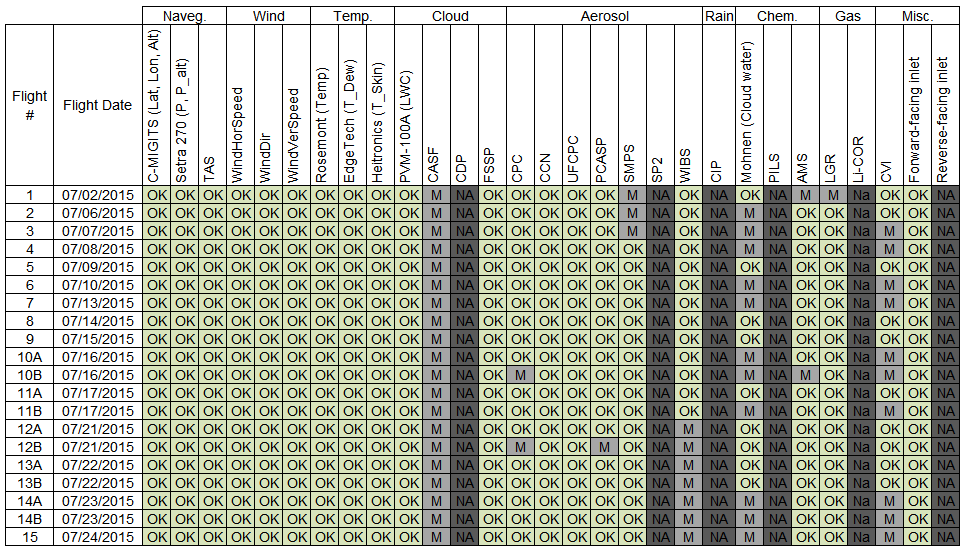 Naveg. Wind Temp. Cloud Aerosol Rain Chem. Gas Misc.
Flight # Flight Date C-MIGITS (Lat, Lon, Alt) Setra 270 (P, P_alt) TAS WindHorSpeed WindDir WindVerSpeed Rosemont (Temp) EdgeTech (T_Dew) Heitronics (T_Skin) PVM-100A (LWC) CASF CDP FSSP CPC CCN UFCPC PCASP SMPS SP2 WIBS CIP Mohnen (Cloud water) PILS AMS LGR LI-COR CVI Forward-facing inlet Reverse-facing inlet
1 07/02/2015 OK OK OK OK OK OK OK OK OK OK M NA OK OK OK OK OK M NA OK NA OK NA M M Na OK OK NA
2 07/06/2015 OK OK OK OK OK OK OK OK OK OK M NA OK OK OK OK OK M NA OK NA M NA OK OK Na OK OK NA
3 07/07/2015 OK OK OK OK OK OK OK OK OK OK M NA OK OK OK OK OK M NA OK NA M NA OK OK Na M OK NA
4 07/08/2015 OK OK OK OK OK OK OK OK OK OK M NA OK OK OK OK OK OK NA OK NA M NA OK OK Na M OK NA
5 07/09/2015 OK OK OK OK OK OK OK OK OK OK M NA OK OK OK OK OK OK NA OK NA OK NA OK OK Na OK OK NA
6 07/10/2015 OK OK OK OK OK OK OK OK OK OK M NA OK OK OK OK OK OK NA OK NA M NA OK OK Na M OK NA
7 07/13/2015 OK OK OK OK OK OK OK OK OK OK M NA OK OK OK OK OK OK NA OK NA M NA OK OK Na M OK NA
8 07/14/2015 OK OK OK OK OK OK OK OK OK OK M NA OK OK OK OK OK OK NA OK NA OK NA OK OK Na OK OK NA
9 07/15/2015 OK OK OK OK OK OK OK OK OK OK M NA OK OK OK OK OK OK NA OK NA OK NA OK OK Na OK OK NA
10A 07/16/2015 OK OK OK OK OK OK OK OK OK OK M NA OK OK OK OK OK OK NA OK NA M NA OK OK Na M OK NA
10B 07/16/2015 OK OK OK OK OK OK OK OK OK OK M NA OK M OK OK OK OK NA OK NA M NA M OK Na M OK NA
11A 07/17/2015 OK OK OK OK OK OK OK OK OK OK M NA OK OK OK OK OK OK NA OK NA OK NA OK OK Na OK OK NA
11B 07/17/2015 OK OK OK OK OK OK OK OK OK OK M NA OK OK OK OK OK OK NA OK NA M NA OK OK Na M OK NA
12A 07/21/2015 OK OK OK OK OK OK OK OK OK OK M NA OK OK OK OK OK OK NA M NA OK NA OK OK Na OK OK NA
12B 07/21/2015 OK OK OK OK OK OK OK OK OK OK M NA OK M OK OK M OK NA M NA OK NA OK OK Na OK OK NA
13A 07/22/2015 OK OK OK OK OK OK OK OK OK OK M NA OK OK OK OK OK OK NA M NA OK NA OK OK Na OK OK NA
13B 07/22/2015 OK OK OK OK OK OK OK OK OK OK M NA OK OK OK OK OK OK NA M NA OK NA OK OK Na OK OK NA
14A 07/23/2015 OK OK OK OK OK OK OK OK OK OK M NA OK OK OK OK OK OK NA M NA M NA OK OK Na M OK NA
14B 07/23/2015 OK OK OK OK OK OK OK OK OK OK M NA OK OK OK OK OK OK NA M NA M NA OK OK Na M OK NA
15 07/24/2015 OK OK OK OK OK OK OK OK OK OK M NA OK OK OK OK OK OK NA M NA M NA OK OK Na M OK NA